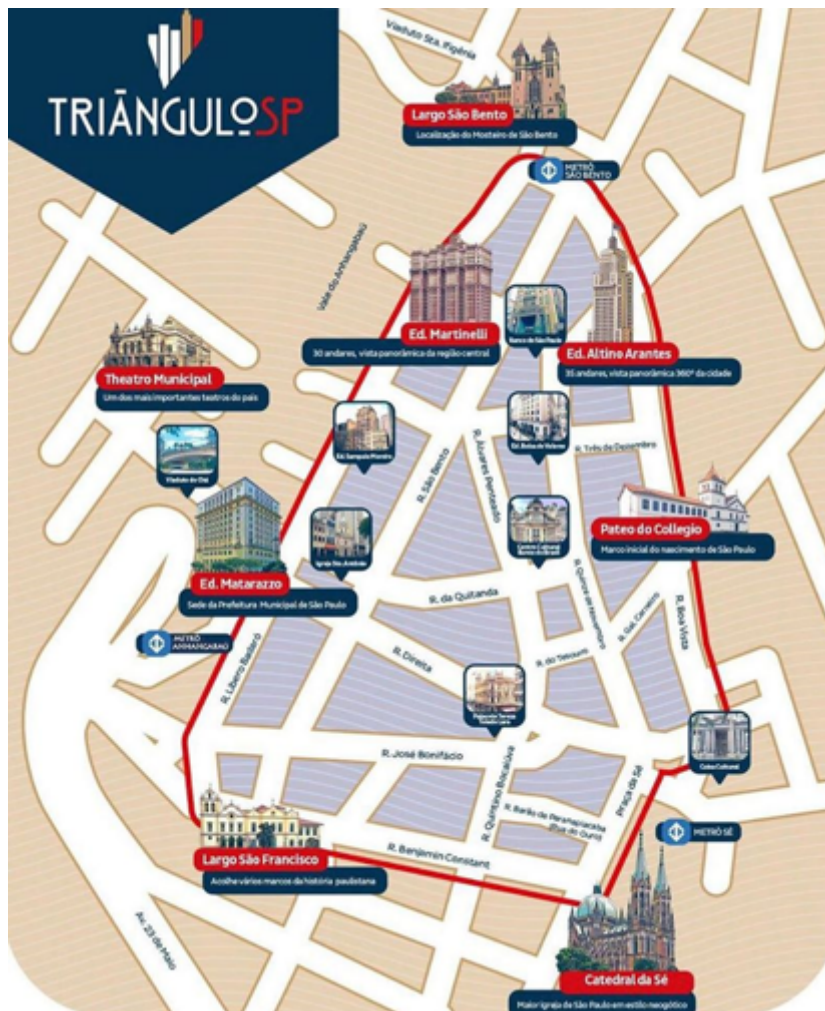 TRIÂNGULOSP
Viaduto Sta. Ifigênia
Largo São Bento
Localização do Mosteiro de São Bento
METRÔ
SÃO BENTO
Vale do Anhangabaú
Ed. Martinelli
30 andares, vista panorâmica da região central
Banco de São Paulo
Ed. Altino Arantes
35 andares, vista panorâmica 360° da cidade
Theatro Municipal
Um dos mais importantes teatros do país
Viaduto do Chá
Ed. Sampaio Moreira
R. São Bento
R. Álvares Penteado
Ed. Bolsa de Valores
R. Três de Dezembro
Ed. Matarazzo
Sede da Prefeitura Municipal de São Paulo
Igreja Sto. Antônio
Centro Cultural
Banco do Brasil
Pateo do Collegio
Marco inicial do nascimento de São Paulo
METRÔ
ANHANGABAÚ
R. Líbero Badaró
R. da Quitanda
R. Direita
R. Quinze de Novembro
R. do Tesouro
R. Gal. Carneiro
R. Boa Vista
Caixa Cultural
R. José Bonifácio
R. Quintino Bocaiúva
Praça da Sé
R. Barão de Paranapiacaba
(Rua do Ouro)
METRÔ SÉ
Largo São Francisco
Acolhe vários marcos da história paulistana
R. Benjamin Constant
Av. 23 de Maio
Catedral da Sé
Maior igreja de São Paulo em estilo neogótico